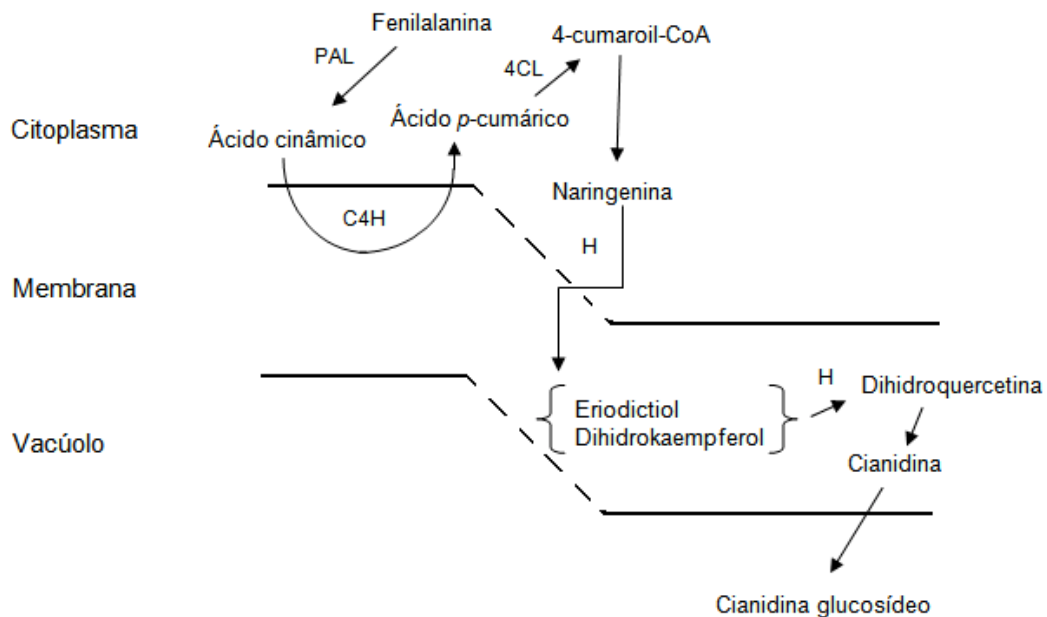 Fenilalanina
4-cumaroil-CoA
PAL
4CL
Citoplasma
Ácido cinâmico
Ácido p-cumárico
C4H
Naringenina
H
Membrana
Eriodictiol
Dihidrokaempferol
H
Dihidroquercetina
Vacúolo
Cianidina
Cianidina glucosídeo